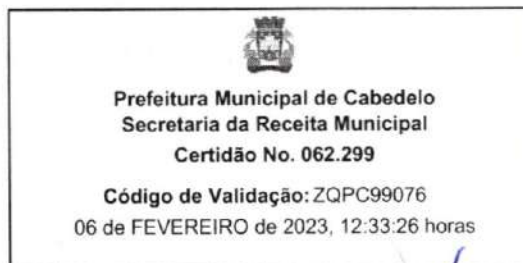 Prefeitura Municipal de Cabedelo
Secretaria da Receita Municipal
Certidão No. 062.299
Código de Validação: ZQPC99076
06 de FEVEREIRO de 2023, 12:33:26 horas